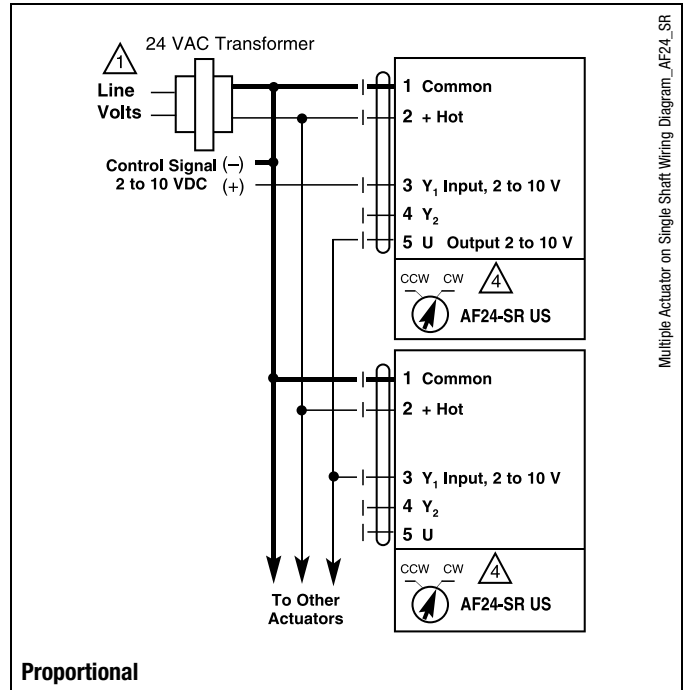 24 VAC Transformer
1
Line
Volts
Control Signal (–)
2 to 10 VDC (+)
1 Common
2 + Hot
3 Y₁ Input, 2 to 10 V
4 Y₂
5 U Output 2 to 10 V
CCW CW 4
AF24-SR US
1 Common
2 + Hot
3 Y₁ Input, 2 to 10 V
4 Y₂
5 U
CCW CW 4
AF24-SR US
To Other
Actuators
Proportional
Multiple Actuator on Single Shaft Wiring Diagram_AF24_SR